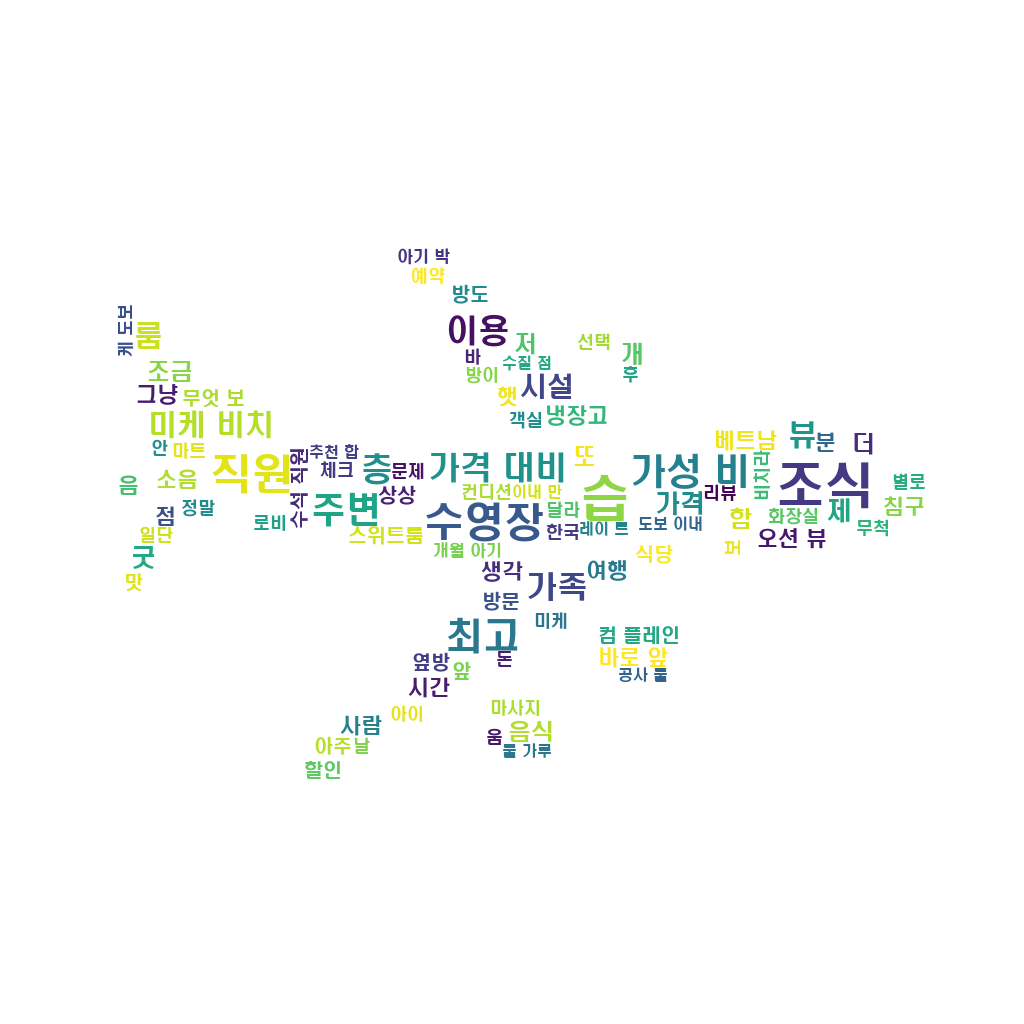 아기 박
예약
방도
케 도보
룸
이용
저
선택
개
바
수질 점
후
조금
방이
시설
그냥
무엇 보
햇
객실
냉장고
미케 비치
뷰
분
더
베트남
안
마트
추천 합
수석 직원
체크
층
문제
가격 대비
또
가성 비
비치라
조식
별로
음
소음
직원
상상
컨디션
이내 만
습
가격
리뷰
침구
점
정말
로비
주변
수영장
달라
한국
레이 트
도보 이내
함
화장실
제
무척
일단
스위트룸
오션 뷰
굿
개월 아기
식당
퍼
맛
생각
가족
여행
방문
미케
최고
컴 플레인
옆방
앞
돈
바로 앞
공사 룰
시간
아이
마사지
사람
움
음식
아주날
룰 가루
할인